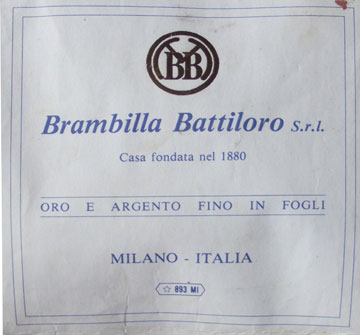 BB
Brambilla Battiloro S.r.l.
Casa fondata nel 1880
ORO E ARGENTO FINO IN FOGLI
MILANO - ITALIA
☆ 893 MI